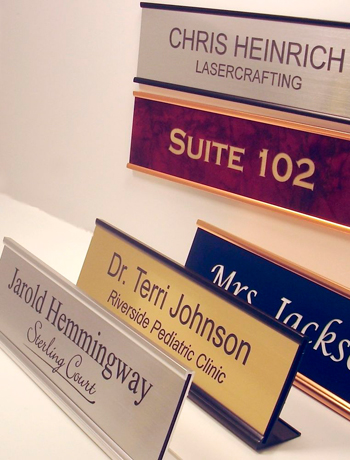 CHRIS HEINRICH
LASERCRAFTING
SUITE 102
Mrs. Jacks
Dr. Terri Johnson
Riverside Pediatric Clinic
Jarold Hemmingway
Sterling Court